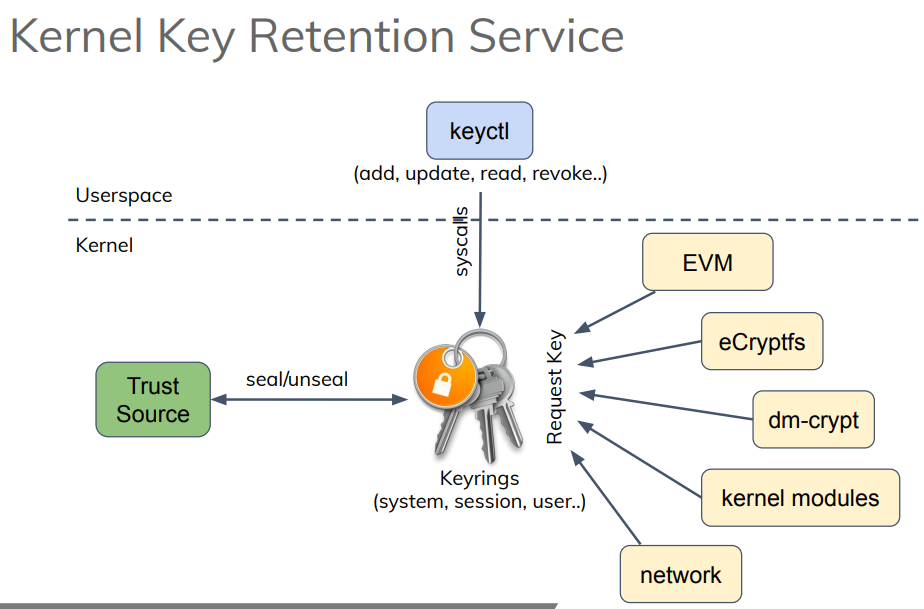 Kernel Key Retention Service
keyctl
(add, update, read, revoke..)
Userspace
syscalls
Kernel
EVM
eCryptfs
Request Key
Trust
Source
seal/unseal
dm-crypt
Keyrings
(system, session, user..)
kernel modules
network